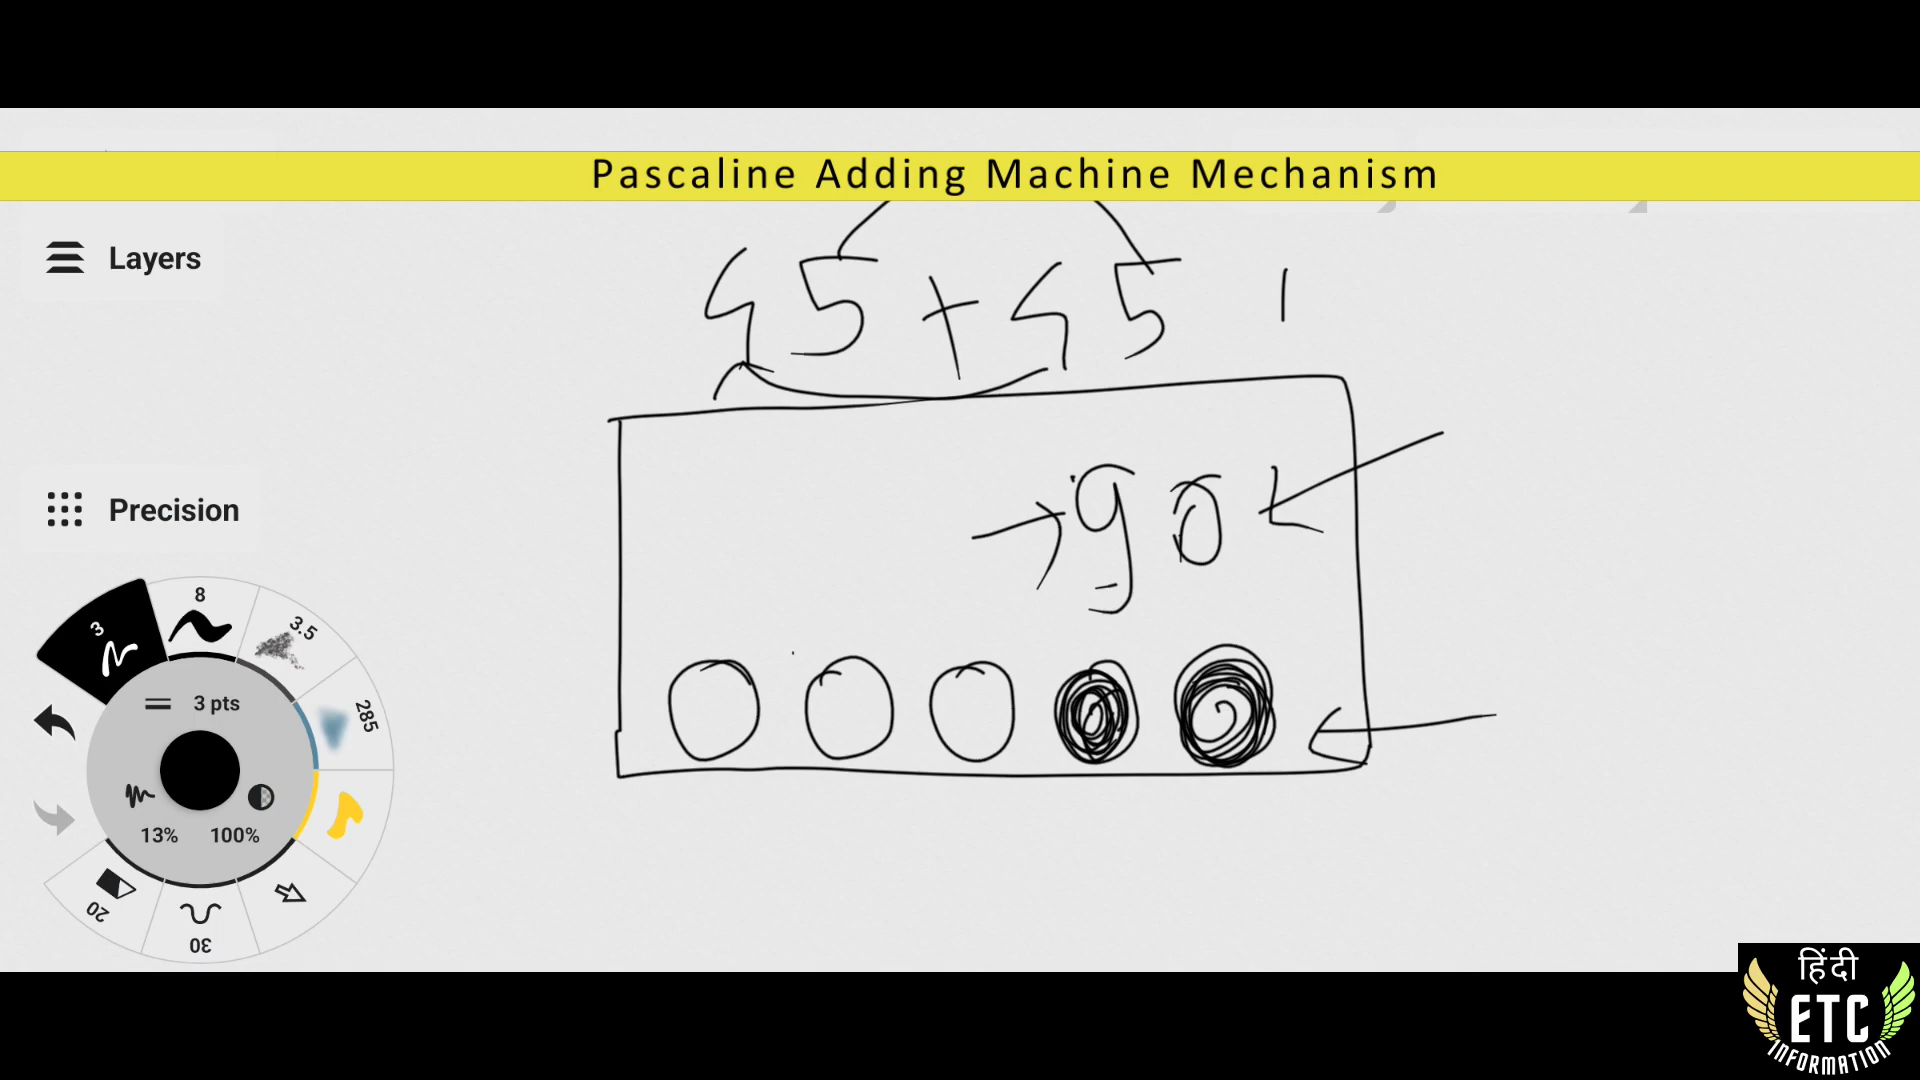 Pascaline Adding Machine Mechanism
Layers
45+45 1
Precision
90
8
3
3.5
3 pts
285
13% 100%
20
30
हिंदी
ETC
INFORMATION